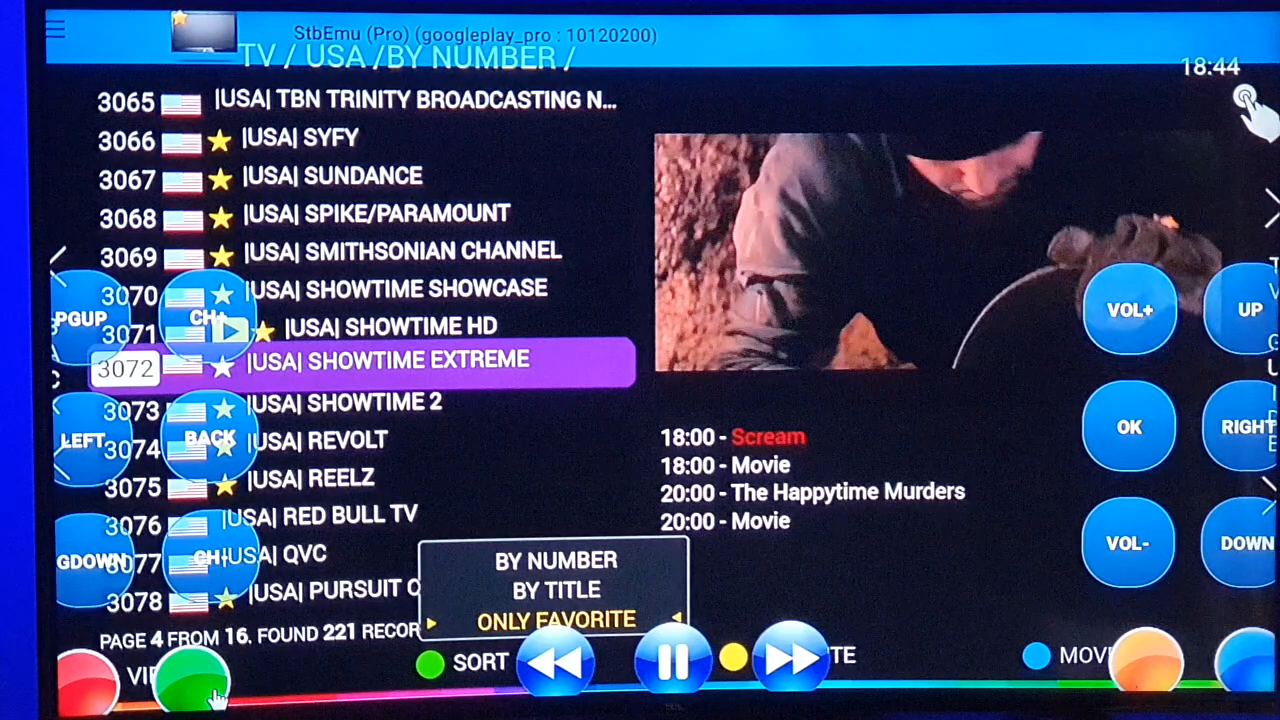 StbEmu (Pro) (googleplay_pro : 10120200)
TV / USA /BY NUMBER /
18:44
3065 |USA| TBN TRINITY BROADCASTING N...
3066 |USA| SYFY
3067 |USA| SUNDANCE
3068 |USA| SPIKE/PARAMOUNT
3069 |USA| SMITHSONIAN CHANNEL
3070 |USA| SHOWTIME SHOWCASE
3071 |USA| SHOWTIME HD
3072 |USA| SHOWTIME EXTREME
3073 |USA| SHOWTIME 2
3074 |USA| REVOLT
3075 |USA| REELZ
3076 |USA| RED BULL TV
3077 |USA| QVC
3078 |USA| PURSUIT C
PAGE 4 FROM 16. FOUND 221 RECOR
PGUP
CH+
LEFT
BACK
GDOWN
CH-
18:00 - Scream
18:00 - Movie
20:00 - The Happytime Murders
20:00 - Movie
VOL+
UP
OK
RIGHT
VOL-
DOWN
TV GUIDE
BY NUMBER
BY TITLE
ONLY FAVORITE
SORT
MOV